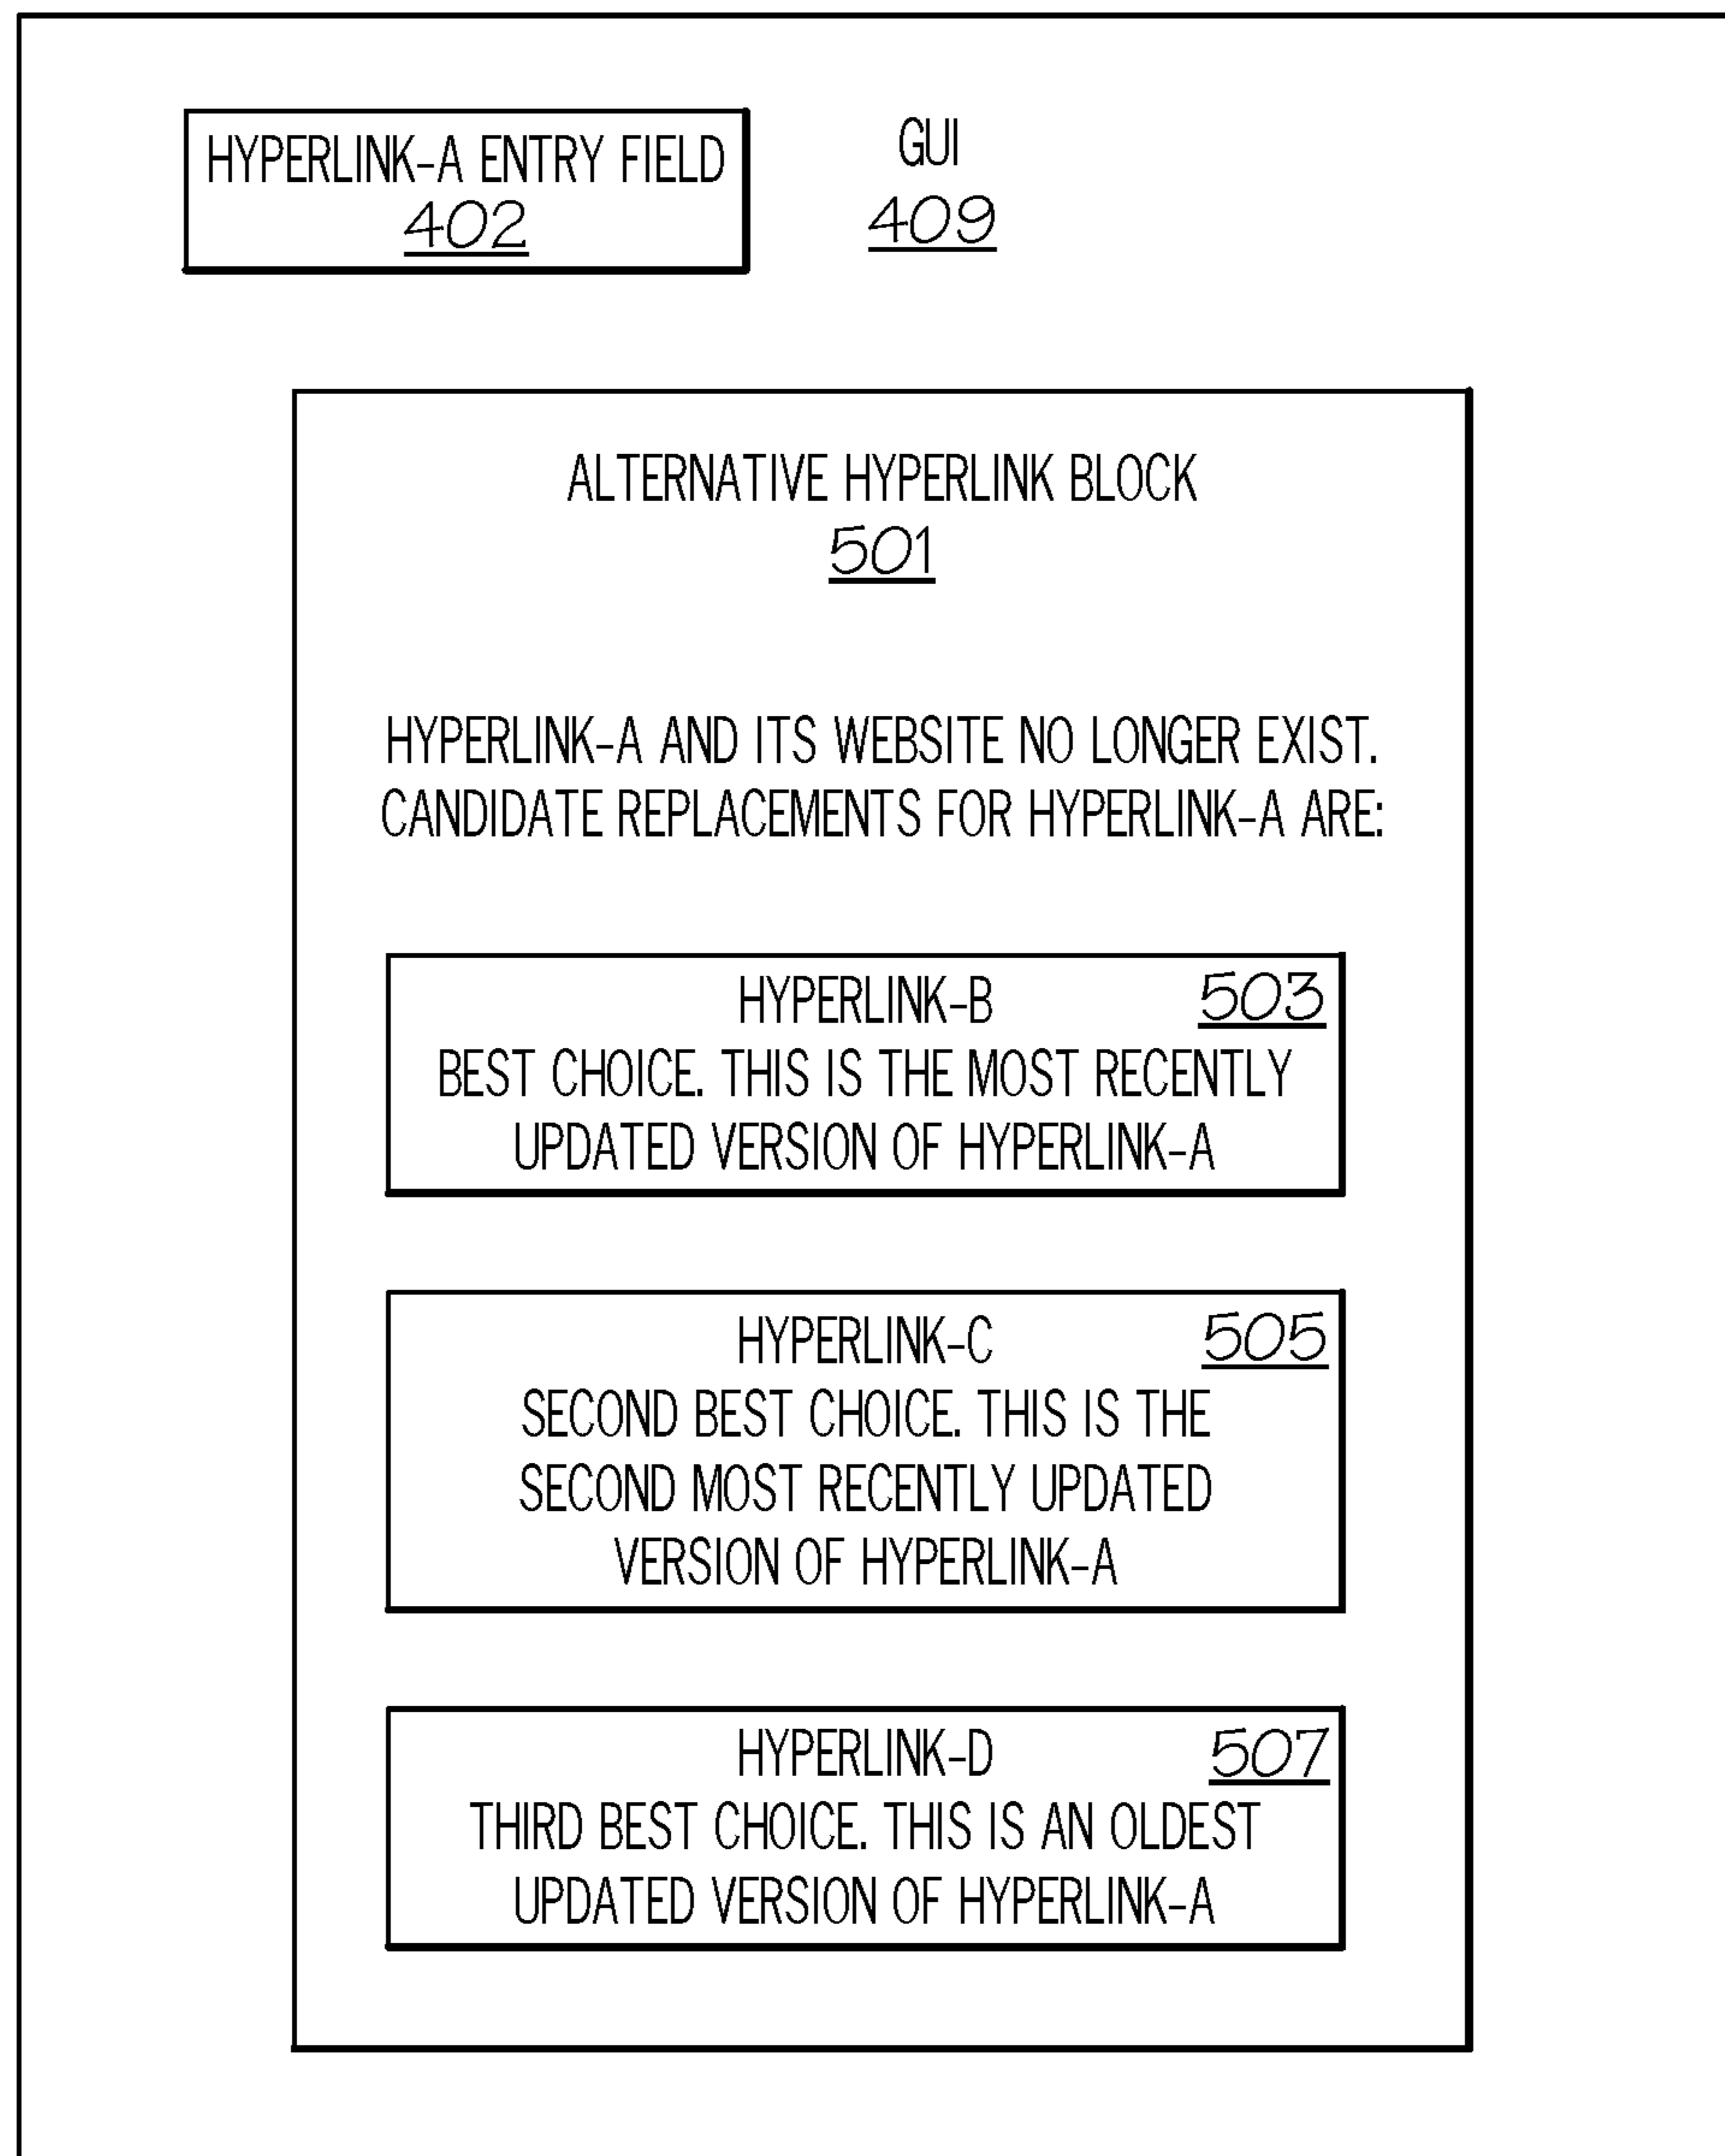 HYPERLINK-A ENTRY FIELD
402
GUI
409
ALTERNATIVE HYPERLINK BLOCK
501
HYPERLINK-A AND ITS WEBSITE NO LONGER EXIST.
CANDIDATE REPLACEMENTS FOR HYPERLINK-A ARE:
HYPERLINK-B 503
BEST CHOICE. THIS IS THE MOST RECENTLY
UPDATED VERSION OF HYPERLINK-A
HYPERLINK-C 505
SECOND BEST CHOICE. THIS IS THE
SECOND MOST RECENTLY UPDATED
VERSION OF HYPERLINK-A
HYPERLINK-D 507
THIRD BEST CHOICE. THIS IS AN OLDEST
UPDATED VERSION OF HYPERLINK-A